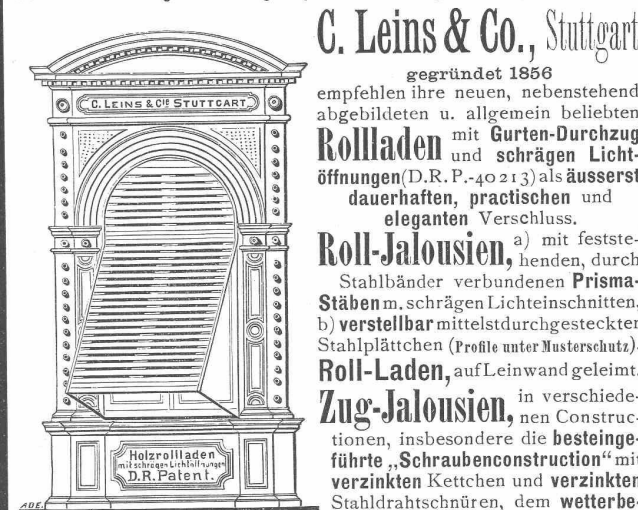 C. Leins & Co., Stuttgart
gegründet 1856
empfehlen ihre neuen, nebenstehend
abgebildeten u. allgemein beliebten
Rollladen mit Gurten-Durchzug
und schrägen Licht-
öffnungen (D. R. P.-40213) als äusserst
dauerhaften, practischen und
eleganten Verschluss.
Roll-Jalousien, a) mit festste-
henden, durch
Stahlbänder verbundenen Prisma-
Stäben m. schrägen Lichteinschnitten,
b) verstellbar mittelst durchgesteckter
Stahlplättchen (Profile unter Musterschutz).
Roll-Laden, auf Leinwand geleimt.
Zug-Jalousien, in verschiede-
nen Construc-
tionen, insbesondere die besteinge-
führte „Schraubenconstruction" mit
verzinkten Kettchen und verzinkten
Stahldrahtschnüren, dem wetterbe-
C. LEINS & CIE STUTTGART
Holzrollladen
mit schrägen Lichtöffnungen
D.R.Patent.
ADE.